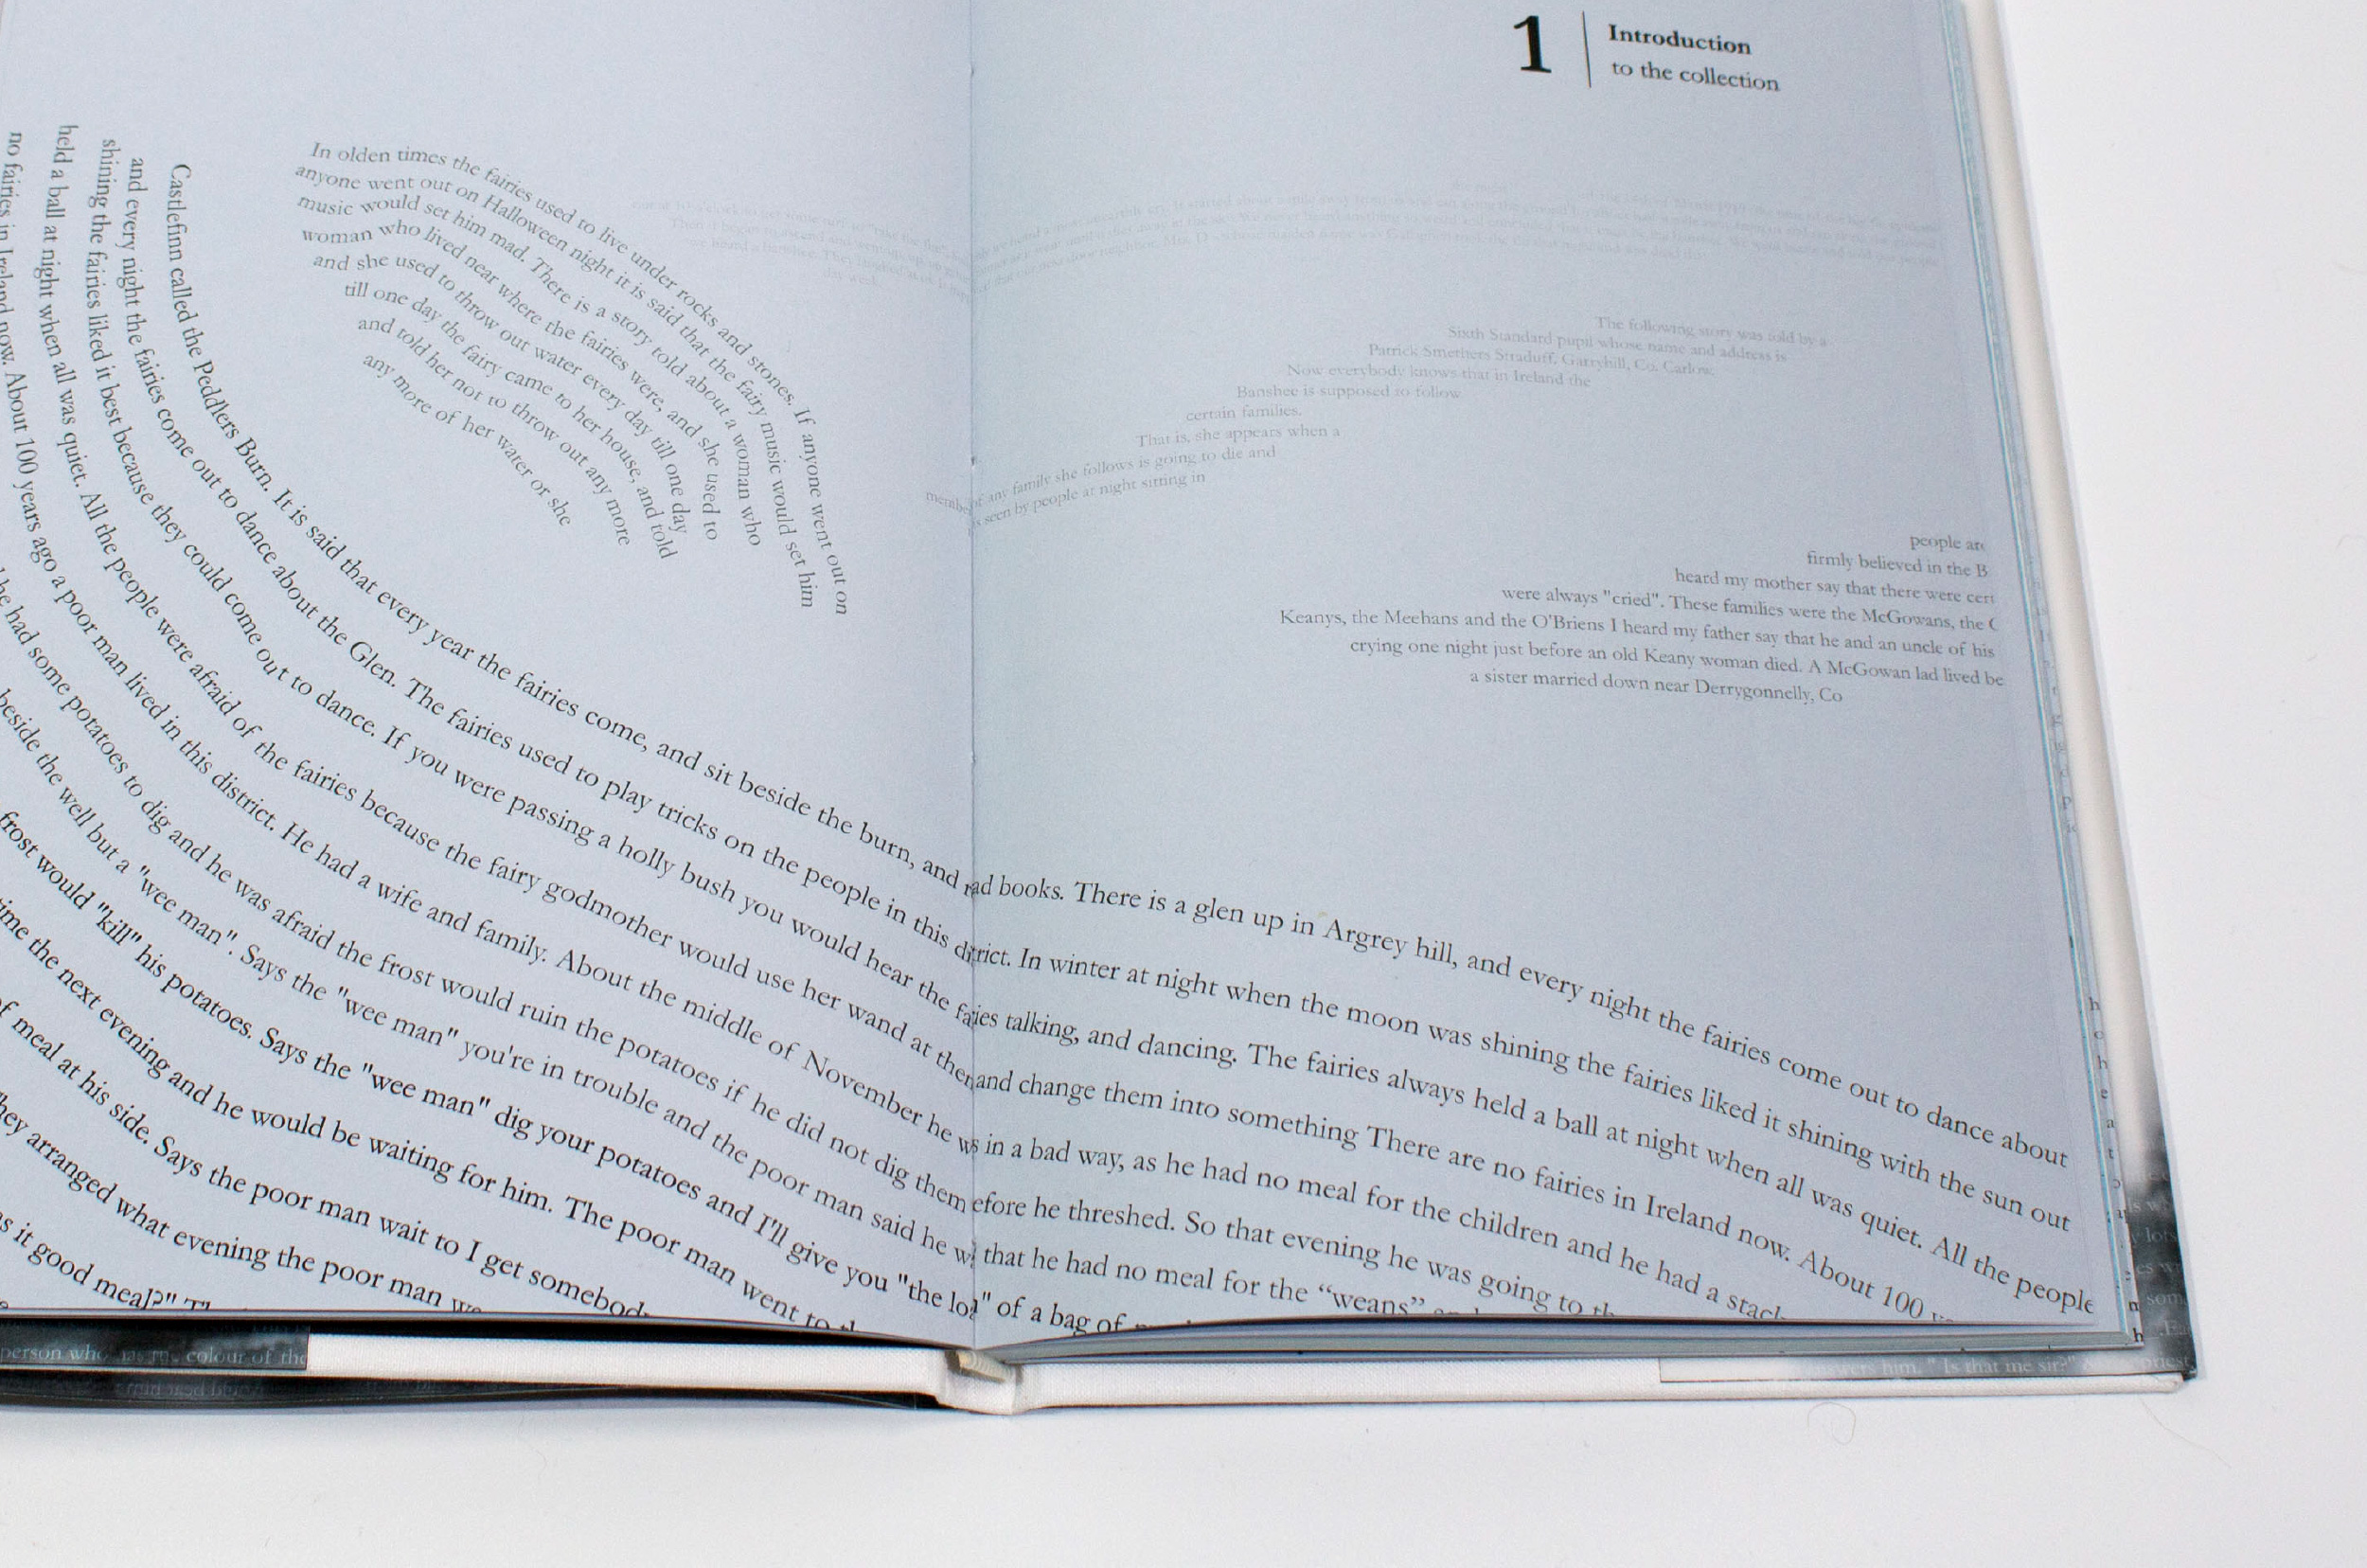 1
Introduction
to the collection
In olden times the fairies used to live under rocks and stones. If anyone went out on
anyone went out on Halloween night it is said that the fairy music would set him
music would set him mad. There is a story told about a woman who
woman who lived near where the fairies were, and she used to
and she used to throw out water every day till one day
till one day the fairy came to her house, and told
and told her not to throw out any more
any more of her water or she
The following story was told by a
Sixth Standard pupil whose name and address is
Patrick Smethers Straduff, Garryhill, Co. Carlow.
Now everybody knows that in Ireland the
Banshee is supposed to follow
certain families.
That is, she appears when a
member of any family she follows is going to die and
is seen by people at night sitting in
people are
firmly believed in the B
heard my mother say that there were cert
were always "cried". These families were the McGowans, the C
Keanys, the Meehans and the O'Briens I heard my father say that he and an uncle of his
crying one night just before an old Keany woman died. A McGowan lad lived be
a sister married down near Derrygonnelly, Co
Castlefinn called the Peddlers Burn. It is said that every year the fairies come, and sit beside the burn, and rad books. There is a glen up in Argrey hill, and every night the fairies come out to dance about
and every night the fairies come out to dance about the Glen. The fairies used to play tricks on the people in this district. In winter at night when the moon was shining the fairies liked it shining with the sun out
shining the fairies liked it best because they could come out to dance. If you were passing a holly bush you would hear the fairies talking, and dancing. The fairies always held a ball at night when all was quiet. All the people
held a ball at night when all was quiet. All the people were afraid of the fairies because the fairy godmother would use her wand at them and change them into something There are no fairies in Ireland now. About 100
no fairies in Ireland now. About 100 years ago a poor man lived in this district. He had a wife and family. About the middle of November he ws in a bad way, as he had no meal for the children and he had a stack
he had some potatoes to dig and he was afraid the frost would ruin the potatoes if he did not dig them efore he threshed. So that evening he was going to
beside the well but a "wee man". Says the "wee man" you're in trouble and the poor man said he w that he had no meal for the “weans”
frost would "kill" his potatoes. Says the "wee man" dig your potatoes and I'll give you "the loa" of a bag of
time the next evening and he would be waiting for him. The poor man went to
of meal at his side. Says the poor man wait to I get somebody
they arranged what evening the poor man
it good meal?"
person who has the colour of the
him. " Is that me sir?"